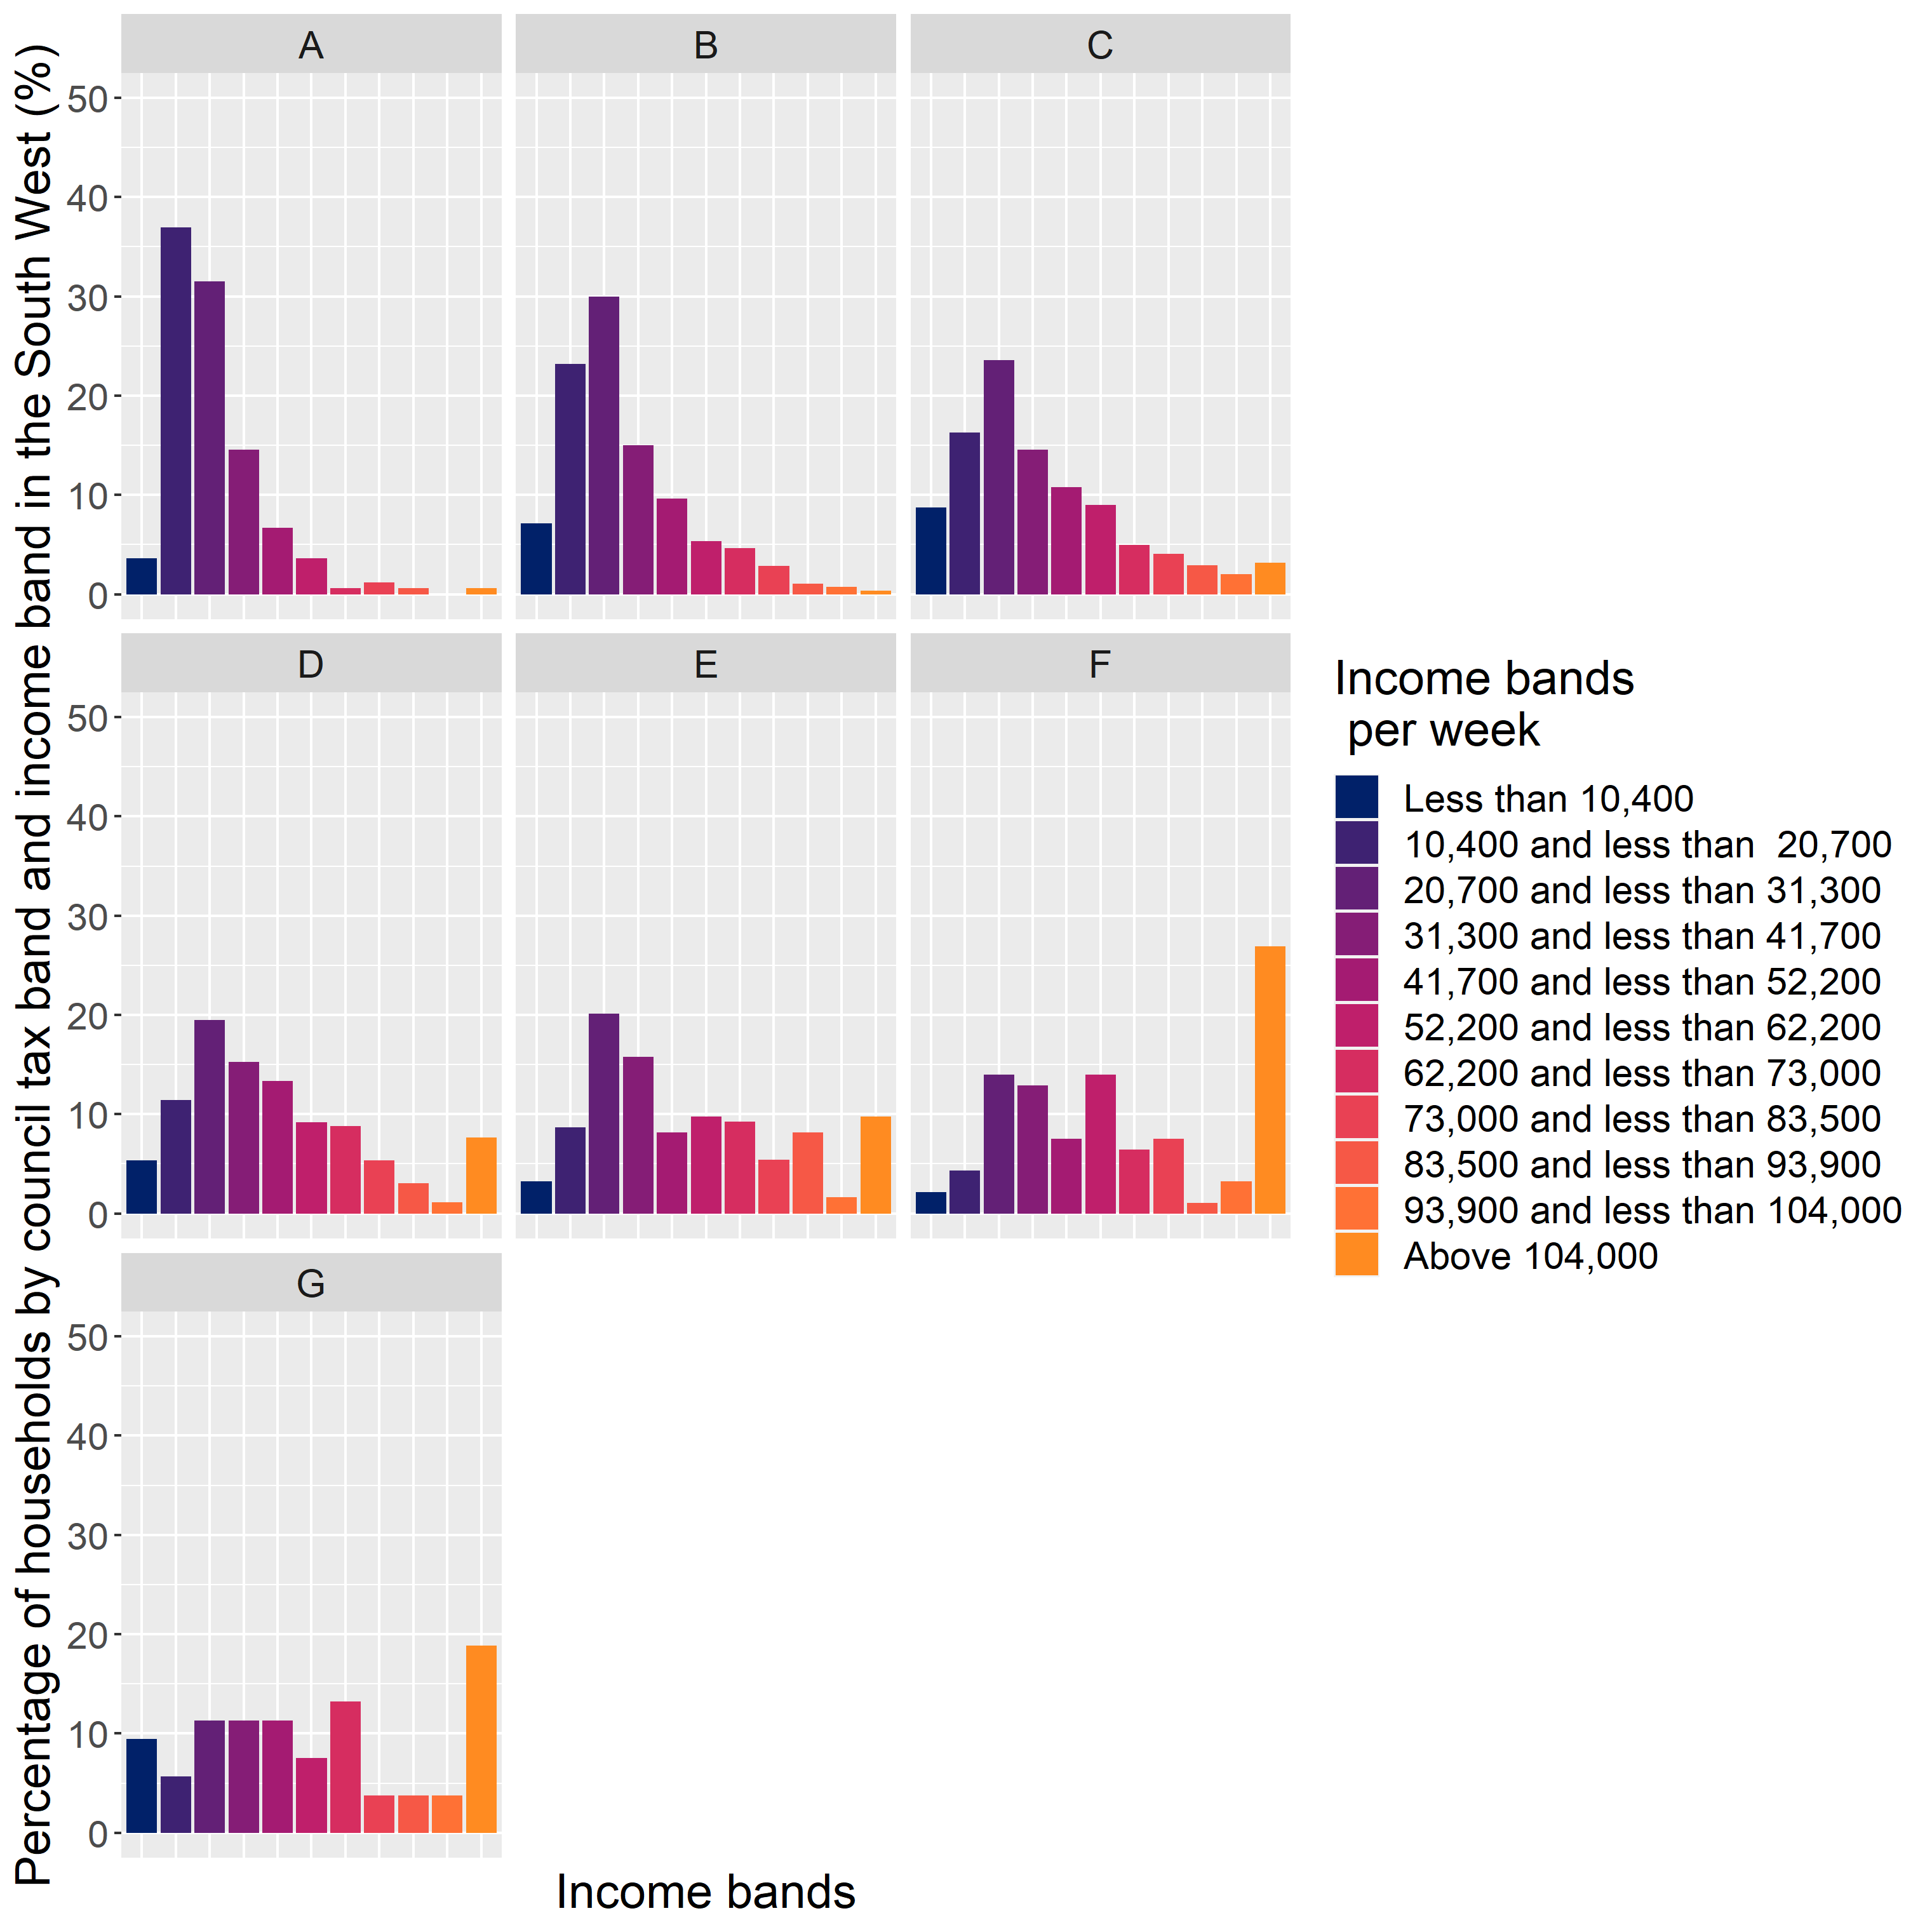 Percentage of households by council tax band and income band in the South West (%)
A
B
C
50
40
30
20
10
0
D
E
F
50
40
30
20
10
0
G
50
40
30
20
10
0
Income bands
Income bands
per week
Less than 10,400
10,400 and less than  20,700
20,700 and less than 31,300
31,300 and less than 41,700
41,700 and less than 52,200
52,200 and less than 62,200
62,200 and less than 73,000
73,000 and less than 83,500
83,500 and less than 93,900
93,900 and less than 104,000
Above 104,000